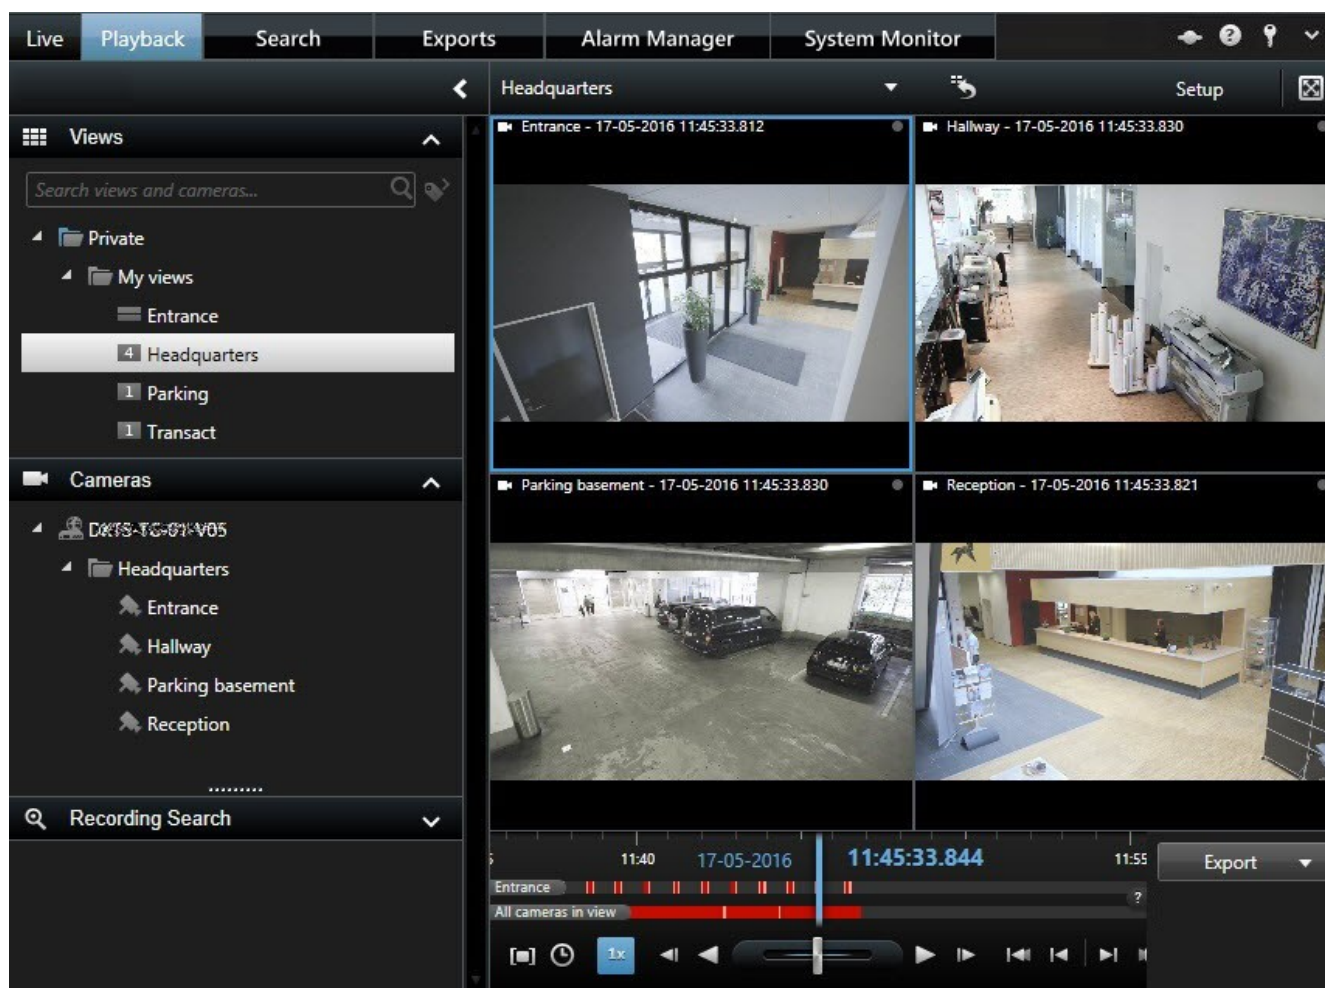 Live Playback Search Exports Alarm Manager System Monitor
Headquarters Setup
Views
Search views and cameras...
Private
My views
Entrance
4 Headquarters
1 Parking
1 Transact
Cameras
Headquarters
Entrance
Hallway
Parking basement
Reception
Recording Search
Entrance - 17-05-2016 11:45:33.812
Hallway - 17-05-2016 11:45:33.830
Parking basement - 17-05-2016 11:45:33.830
Reception - 17-05-2016 11:45:33.821
11:40 17-05-2016 11:45:33.844 11:55
Export
Entrance
?
All cameras in view
1x